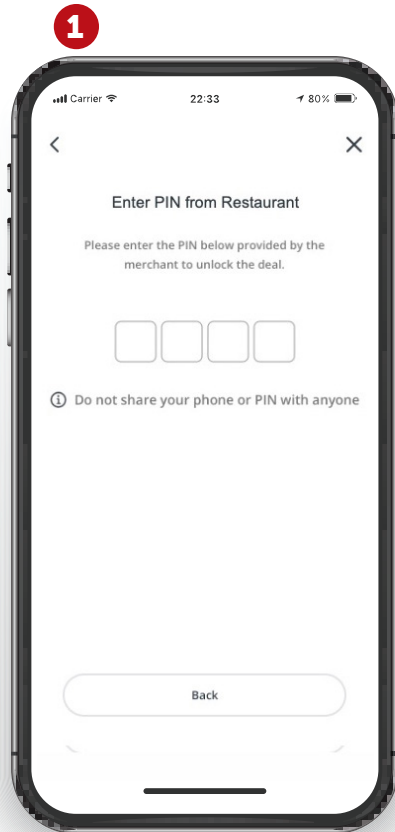 1
Carrier 22:33 80%
Enter PIN from Restaurant
Please enter the PIN below provided by the
merchant to unlock the deal.
Do not share your phone or PIN with anyone
Back